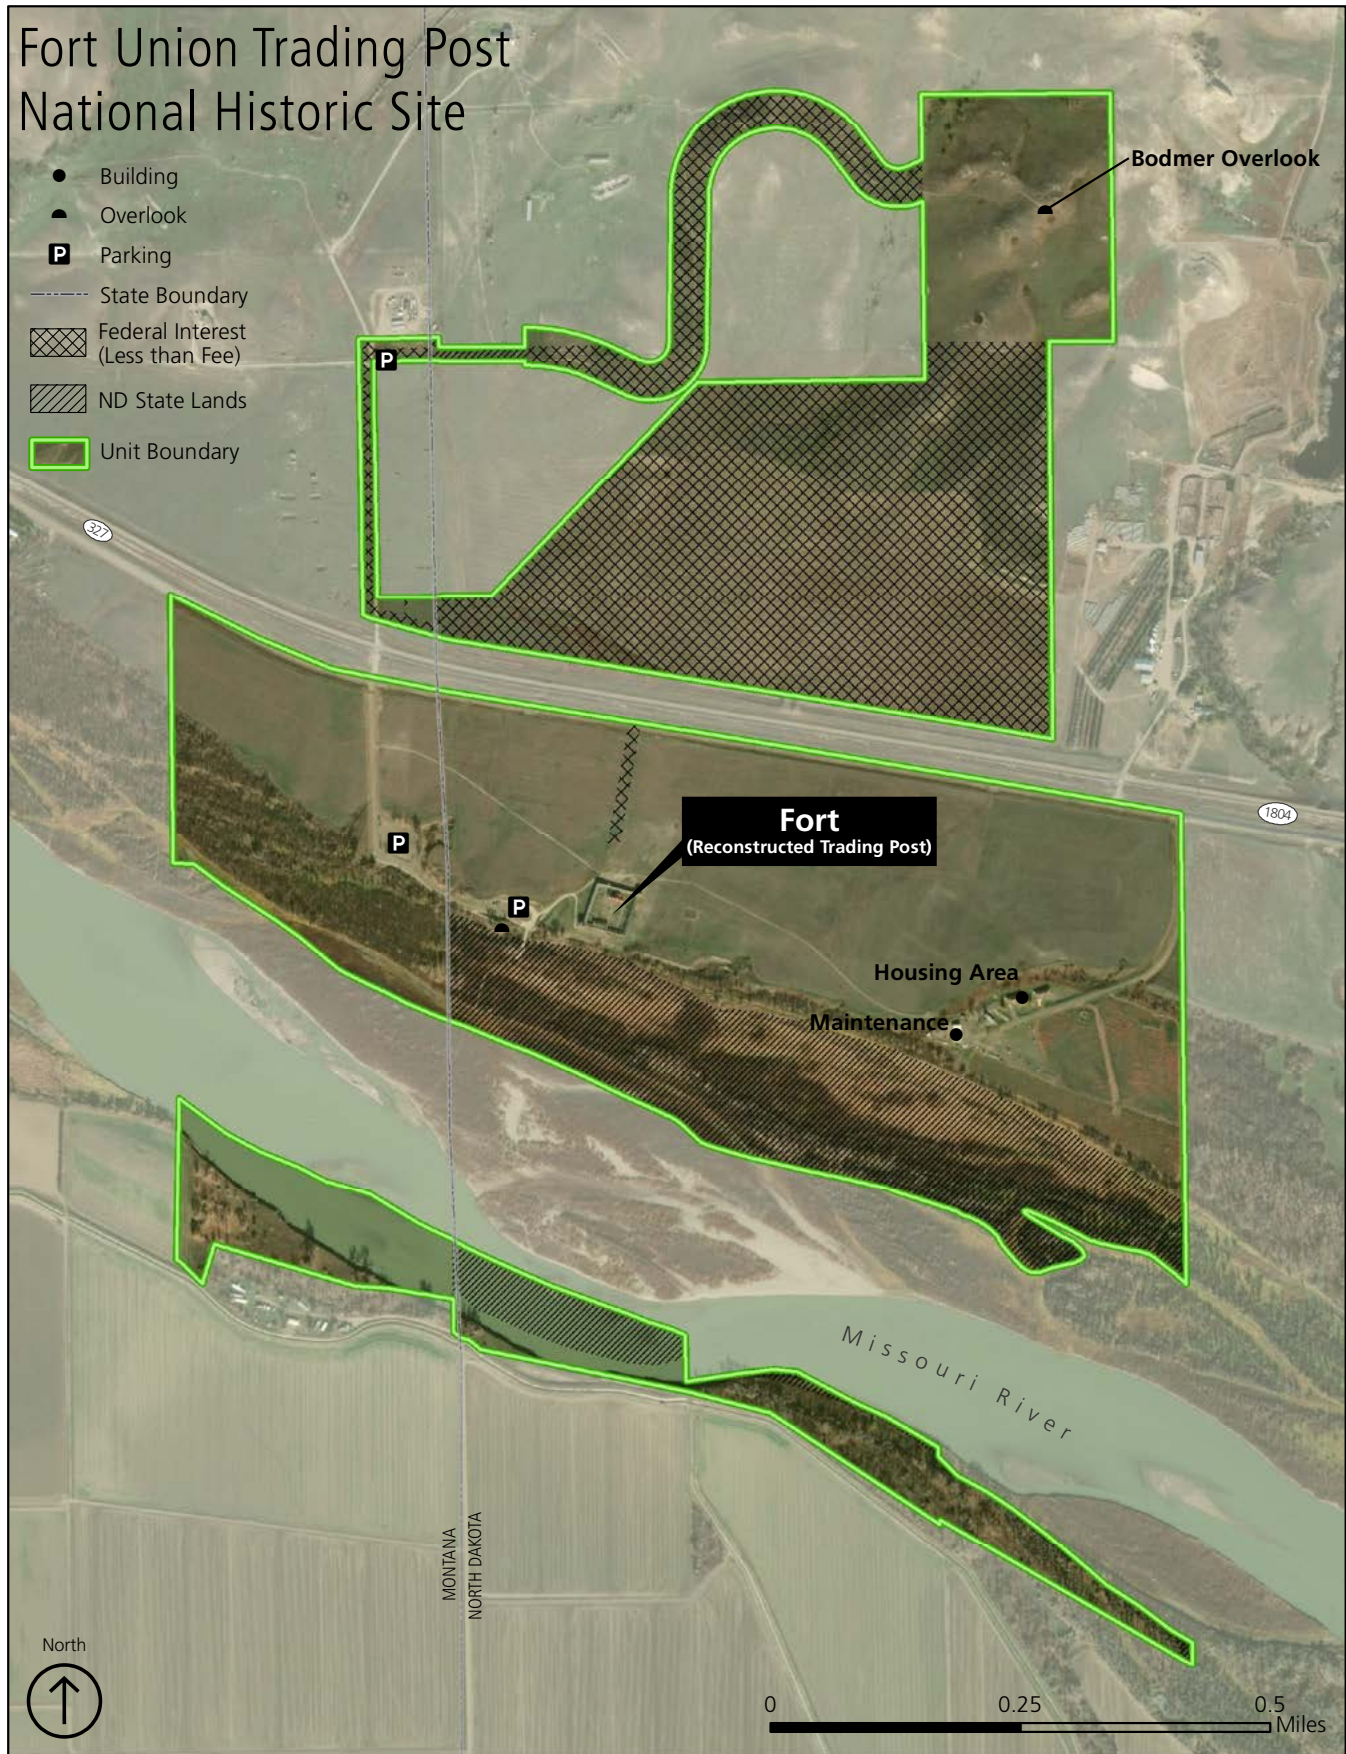 Fort Union Trading Post
National Historic Site
Building
Overlook
P Parking
State Boundary
Federal Interest
(Less than Fee)
ND State Lands
Unit Boundary
Bodmer Overlook
P
327
1804
P
Fort
(Reconstructed Trading Post)
P
Housing Area
Maintenance
Missouri River
MONTANA
NORTH DAKOTA
North
0 0.25 0.5
Miles